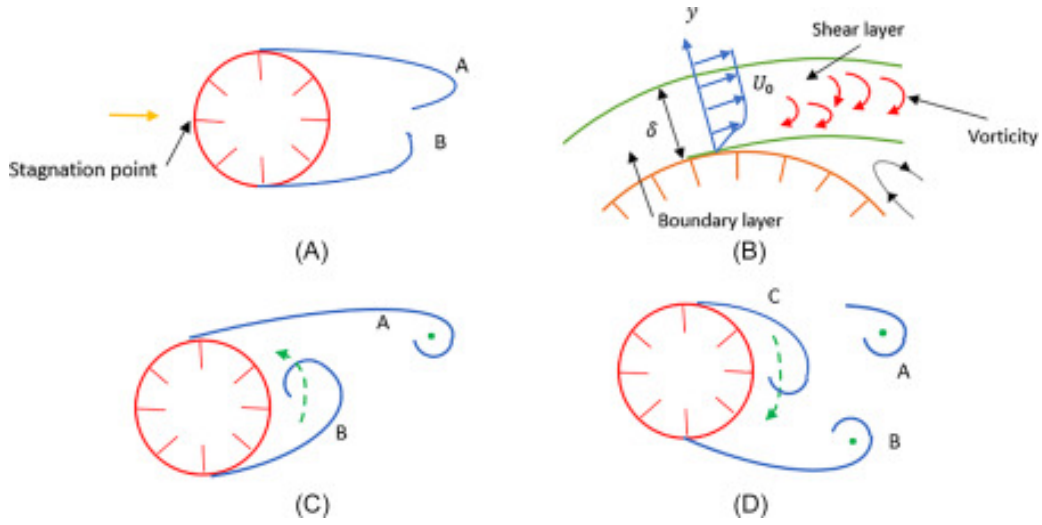 A
B
Stagnation point
(A)
y
Shear layer
U₀
δ
Vorticity
Boundary layer
(B)
A
B
(C)
C
A
B
(D)